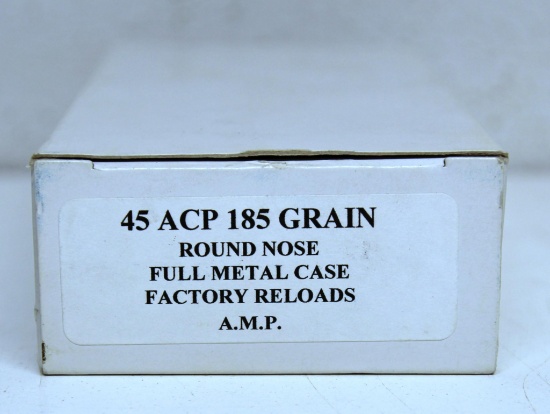 45 ACP 185 GRAIN
ROUND NOSE
FULL METAL CASE
FACTORY RELOADS
A.M.P.